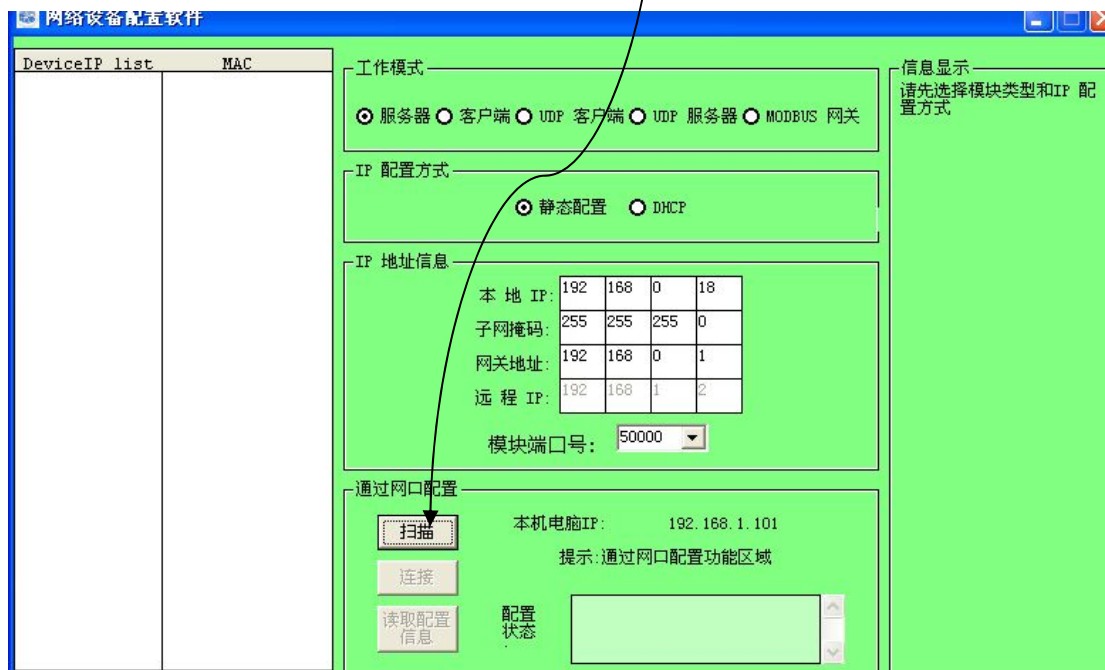 网络设备配置软件
DeviceIP list MAC
工作模式
服务器 客户端 UDP 客户端 UDP 服务器 MODBUS 网关
IP 配置方式
静态配置 DHCP
IP 地址信息
本 地 IP: 192 168 0 18
子网掩码: 255 255 255 0
网关地址: 192 168 0 1
远 程 IP: 192 168 1 2
模块端口号: 50000
通过网口配置
扫描 本机电脑IP: 192.168.1.101
提示:通过网口配置功能区域
连接
读取配置
信息
配置
状态
信息显示
请先选择模块类型和IP 配
置方式